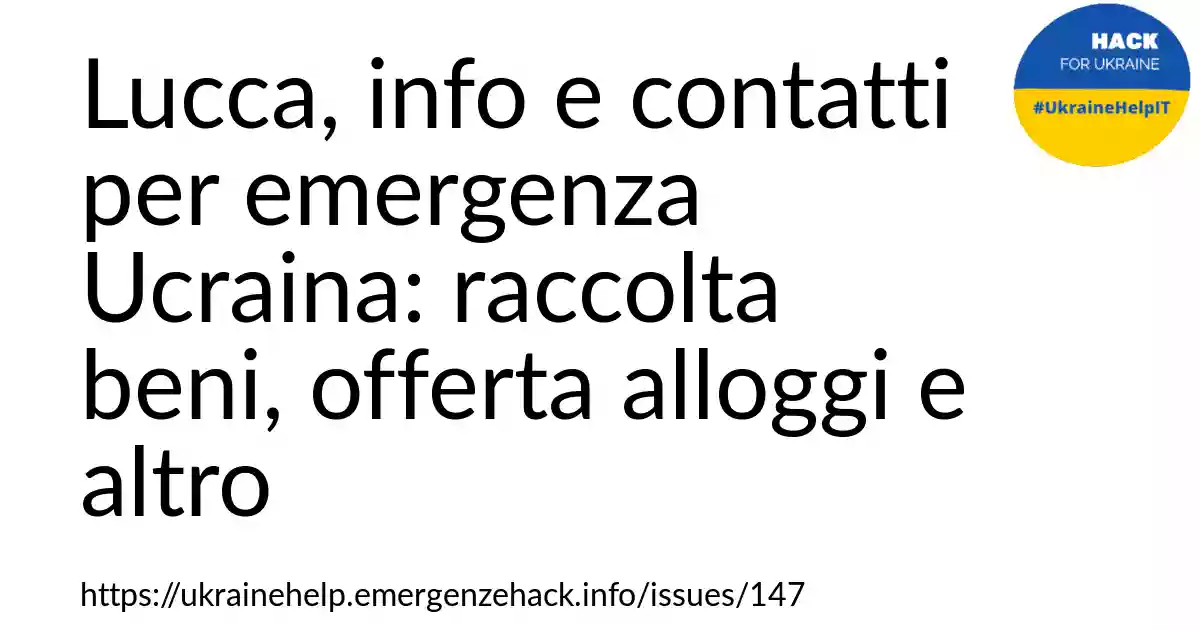 Lucca, info e contatti
per emergenza
Ucraina: raccolta
beni, offerta alloggi e
altro
https://ukrainehelp.emergenzehack.info/issues/147
HACK
FOR UKRAINE
#UkraineHelpIT